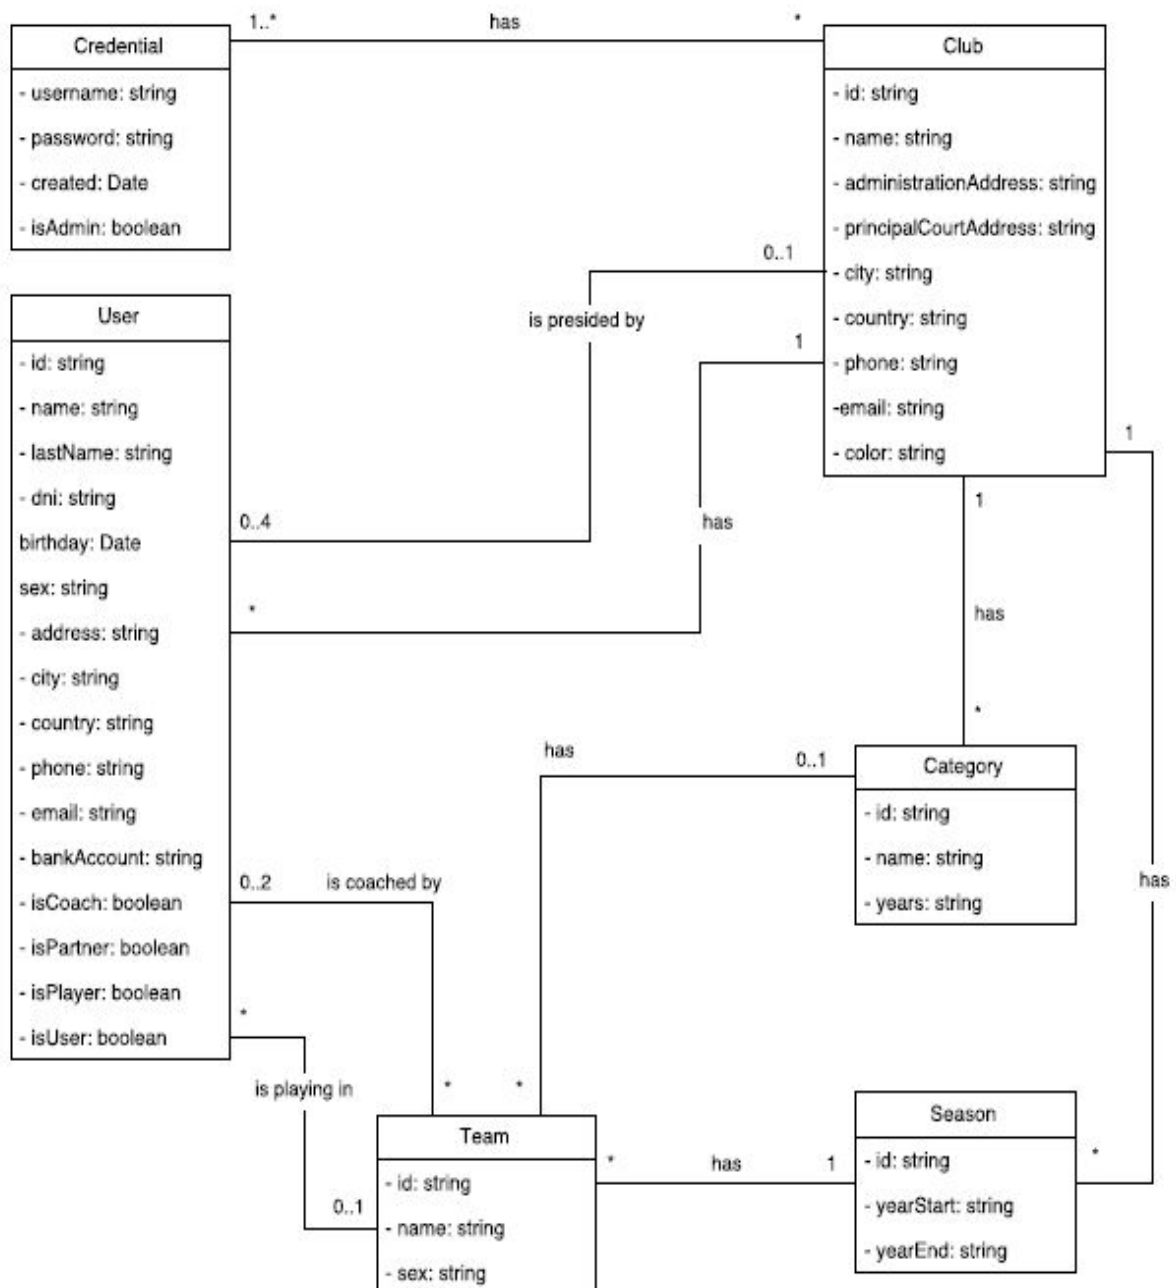 1..*
has
*
Credential
- username: string
- password: string
- created: Date
- isAdmin: boolean
Club
- id: string
- name: string
- administrationAddress: string
- principalCourtAddress: string
- city: string
- country: string
- phone: string
-email: string
- color: string
0..1
is presided by
1
User
- id: string
- name: string
- lastName: string
- dni: string
birthday: Date
sex: string
- address: string
- city: string
- country: string
- phone: string
- email: string
- bankAccount: string
- isCoach: boolean
- isPartner: boolean
- isPlayer: boolean
- isUser: boolean
0..4
has
*
1
1
has
*
has
0..1
Category
- id: string
- name: string
- years: string
has
0..2
is coached by
*
is playing in
*
*
0..1
Team
- id: string
- name: string
- sex: string
*
has
1
Season
- id: string
- yearStart: string
- yearEnd: string
*